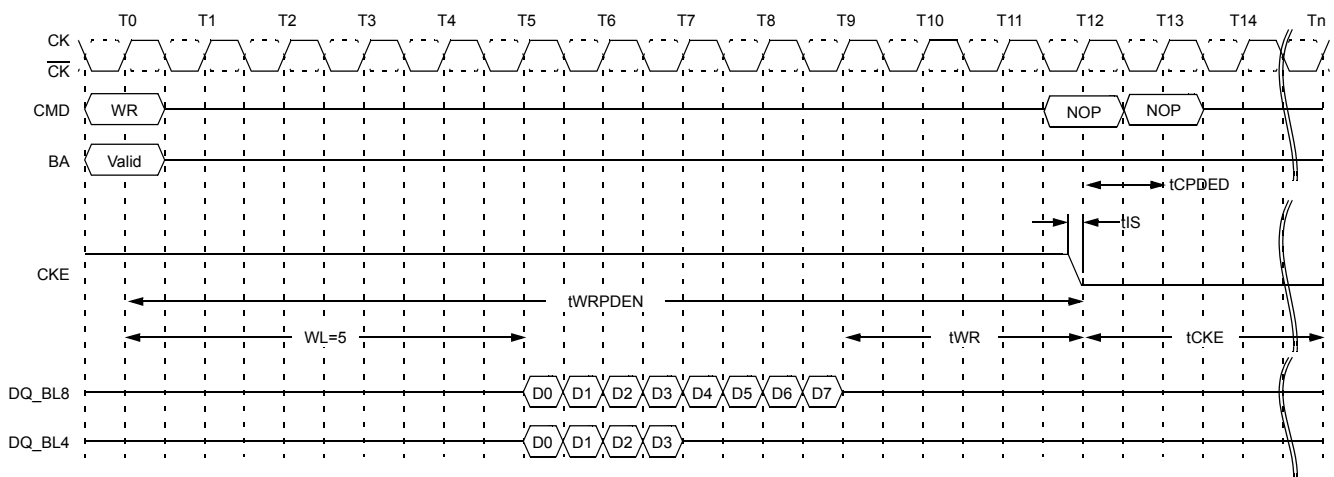 T0 T1 T2 T3 T4 T5 T6 T7 T8 T9 T10 T11 T12 T13 T14 Tn
CK
CK
CMD WR NOP NOP
BA Valid
tCPDED
tIS
CKE
tWRPDEN
WL=5 tWR tCKE
DQ_BL8 D0 D1 D2 D3 D4 D5 D6 D7
DQ_BL4 D0 D1 D2 D3